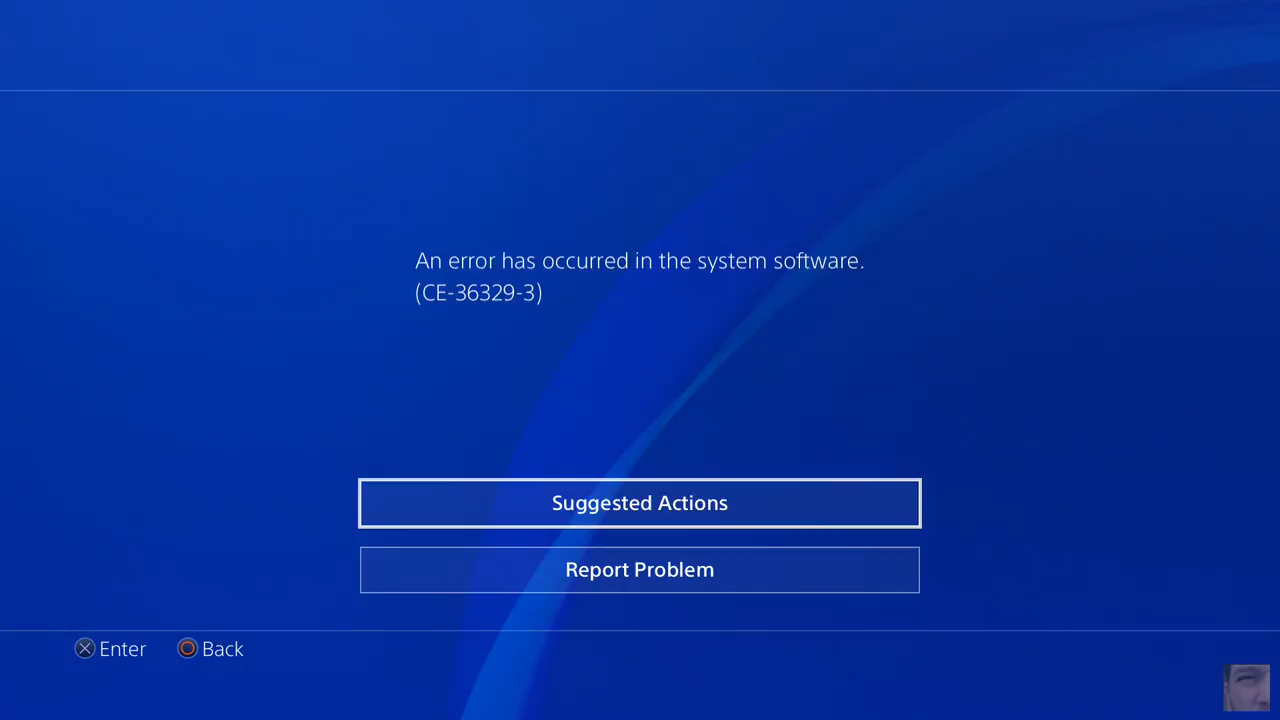 An error has occurred in the system software.
(CE-36329-3)
Suggested Actions
Report Problem
Enter
Back